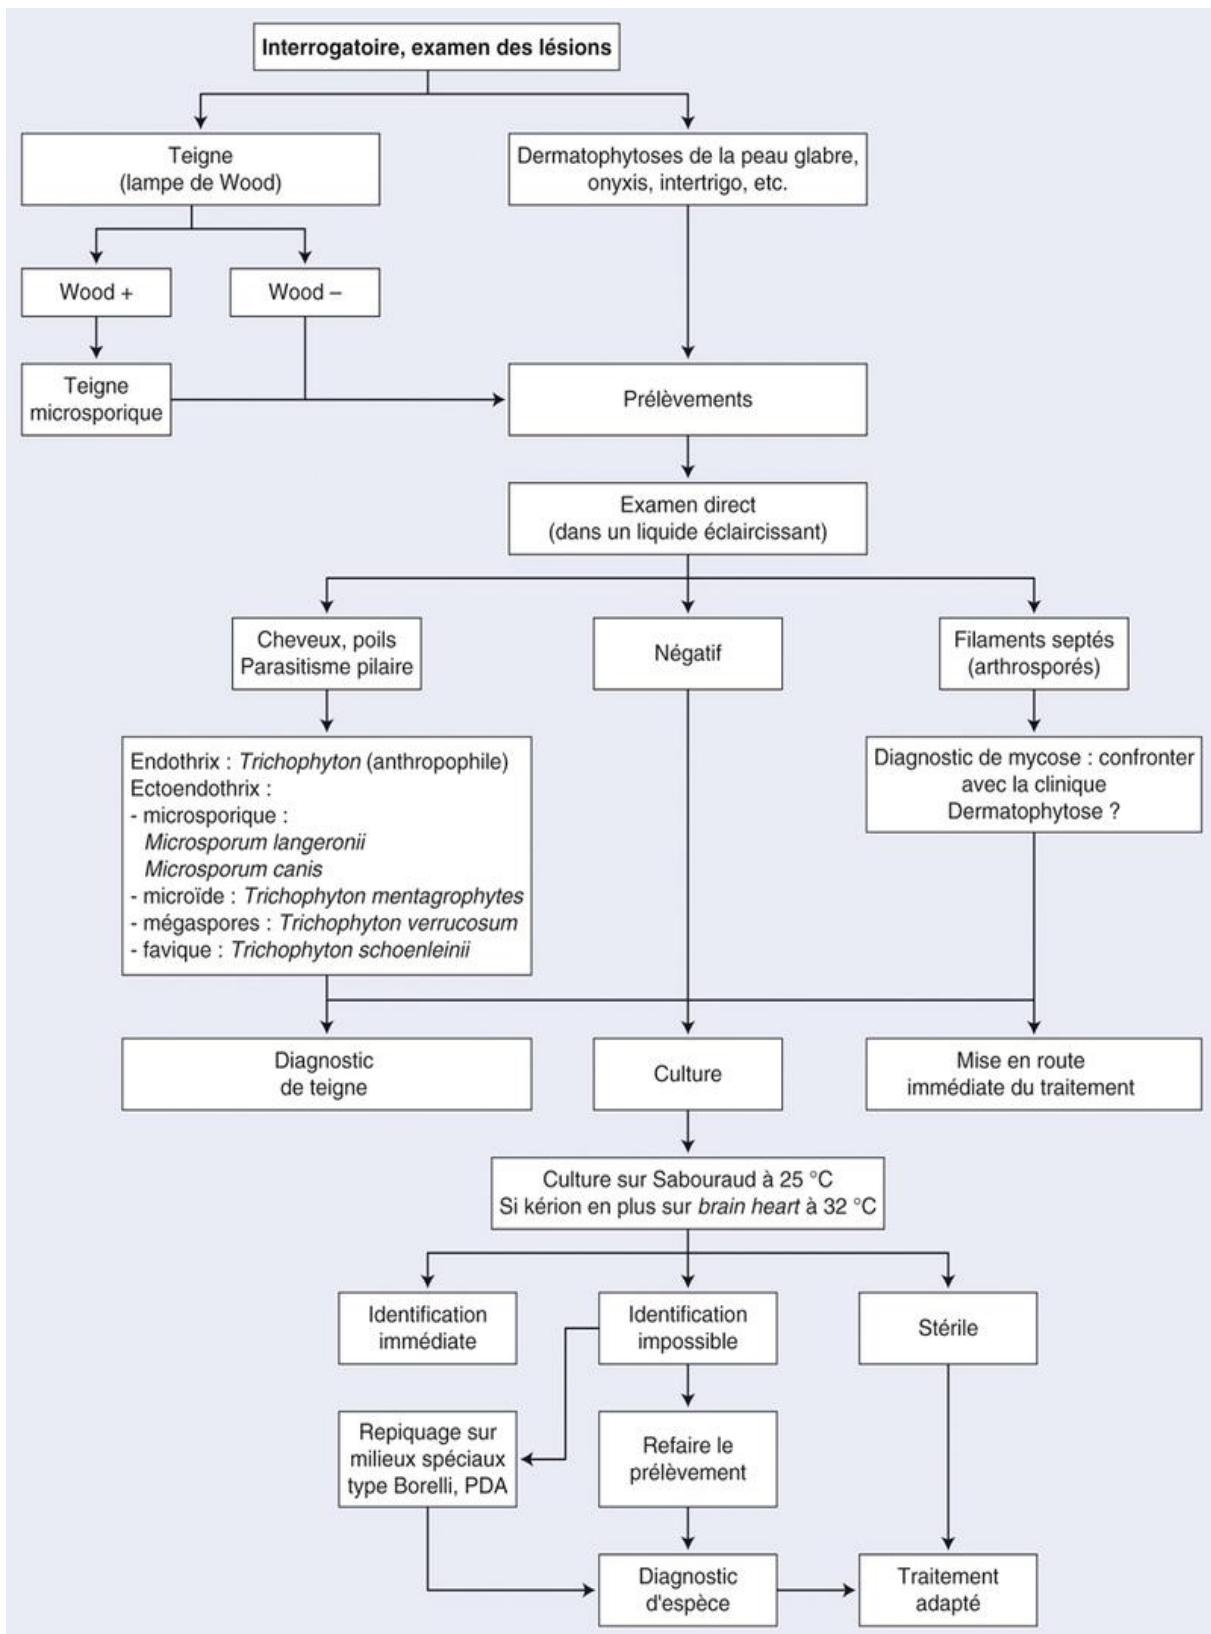 Interrogatoire, examen des lésions
Teigne
(lampe de Wood)
Dermatophytoses de la peau glabre,
onyxis, intertrigo, etc.
Wood +
Wood –
Teigne
microsporique
Prélèvements
Examen direct
(dans un liquide éclaircissant)
Cheveux, poils
Parasitisme pilaire
Négatif
Filaments septés
(arthrosporés)
Endothrix : Trichophyton (anthropophile)
Ectoendothrix :
- microsporique :
Microsporum langeronii
Microsporum canis
- microïde : Trichophyton mentagrophytes
- mégaspores : Trichophyton verrucosum
- favique : Trichophyton schoenleinii
Diagnostic de mycose : confronter
avec la clinique
Dermatophytose ?
Diagnostic
de teigne
Culture
Mise en route
immédiate du traitement
Culture sur Sabouraud à 25 °C
Si kérion en plus sur brain heart à 32 °C
Identification
immédiate
Identification
impossible
Stérile
Repiquage sur
milieux spéciaux
type Borelli, PDA
Refaire le
prélèvement
Diagnostic
d'espèce
Traitement
adapté